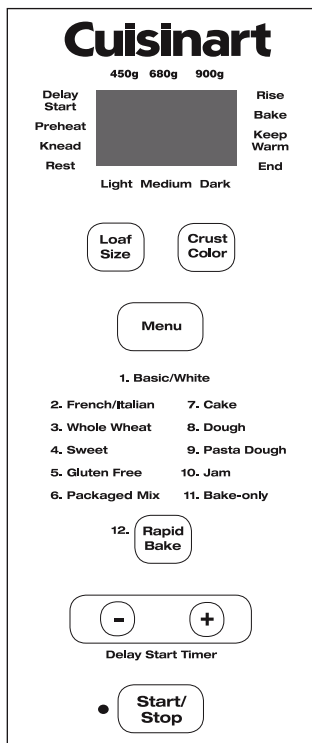 Cuisinart
450g 680g 900g
Delay
Start
Preheat
Knead
Rest
Rise
Bake
Keep
Warm
End
Light Medium Dark
Loaf
Size
Crust
Color
Menu
1. Basic/White
2. French/Italian
3. Whole Wheat
4. Sweet
5. Gluten Free
6. Packaged Mix
7. Cake
8. Dough
9. Pasta Dough
10. Jam
11. Bake-only
12. Rapid
Bake
- +
Delay Start Timer
Start/
Stop